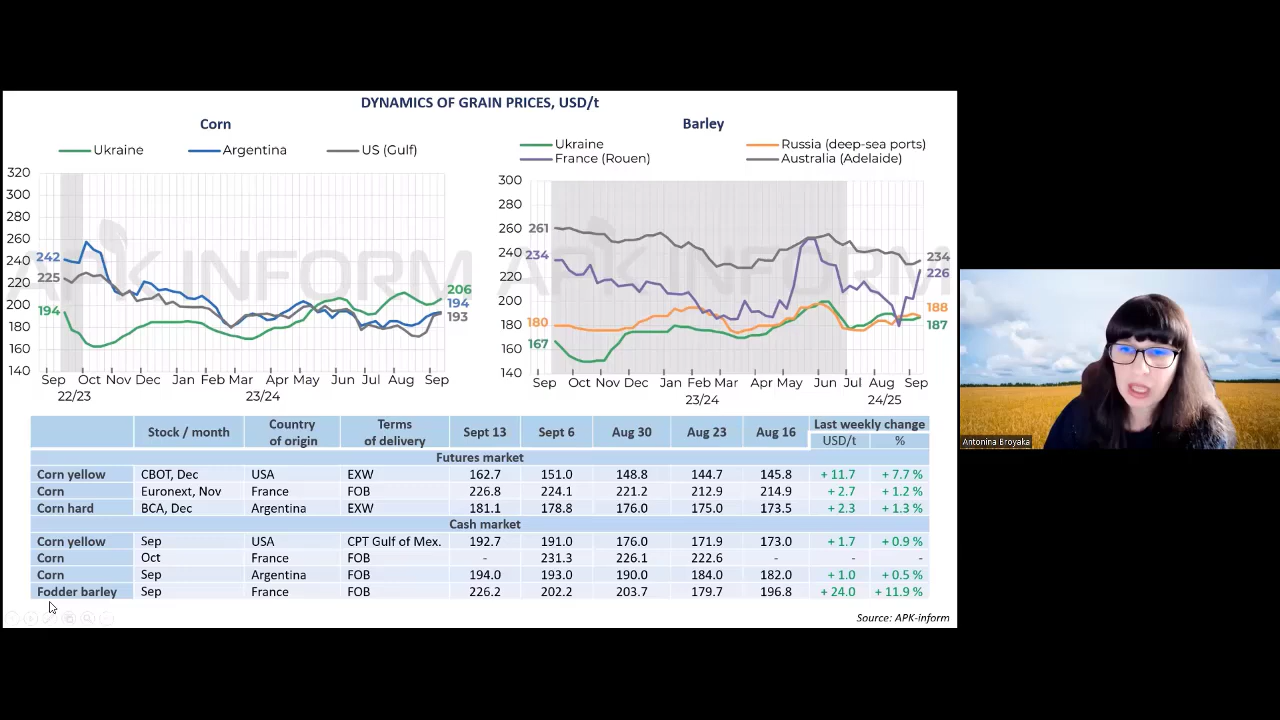 DYNAMICS OF GRAIN PRICES, USD/t
Corn
Ukraine Argentina US (Gulf)
320
300
280
260
240
220
200
180
160
140
242
225
194
206
194
193
Sep Oct Nov Dec Jan Feb Mar Apr May Jun Jul Aug Sep
22/23 23/24
Barley
Ukraine Russia (deep-sea ports)
France (Rouen) Australia (Adelaide)
300
280
260
240
220
200
180
160
140
261
234
180
167
234
226
188
187
Sep Oct Nov Dec Jan Feb Mar Apr May Jun Jul Aug Sep
23/24 24/25
APK INFORM
APK INFORM
Stock / month Country of origin Terms of delivery Sept 13 Sept 6 Aug 30 Aug 23 Aug 16 Last weekly change
USD/t %
Futures market
Corn yellow CBOT, Dec USA EXW 162.7 151.0 148.8 144.7 145.8 + 11.7 + 7.7 %
Corn Euronext, Nov France FOB 226.8 224.1 221.2 212.9 214.9 + 2.7 + 1.2 %
Corn hard BCA, Dec Argentina EXW 181.1 178.8 176.0 175.0 173.5 + 2.3 + 1.3 %
Cash market
Corn yellow Sep USA CPT Gulf of Mex. 192.7 191.0 176.0 171.9 173.0 + 1.7 + 0.9 %
Corn Oct France FOB - 231.3 226.1 222.6 - - -
Corn Sep Argentina FOB 194.0 193.0 190.0 184.0 182.0 + 1.0 + 0.5 %
Fodder barley Sep France FOB 226.2 202.2 203.7 179.7 196.8 + 24.0 + 11.9 %
Source: APK-inform
Antonina Broyaka